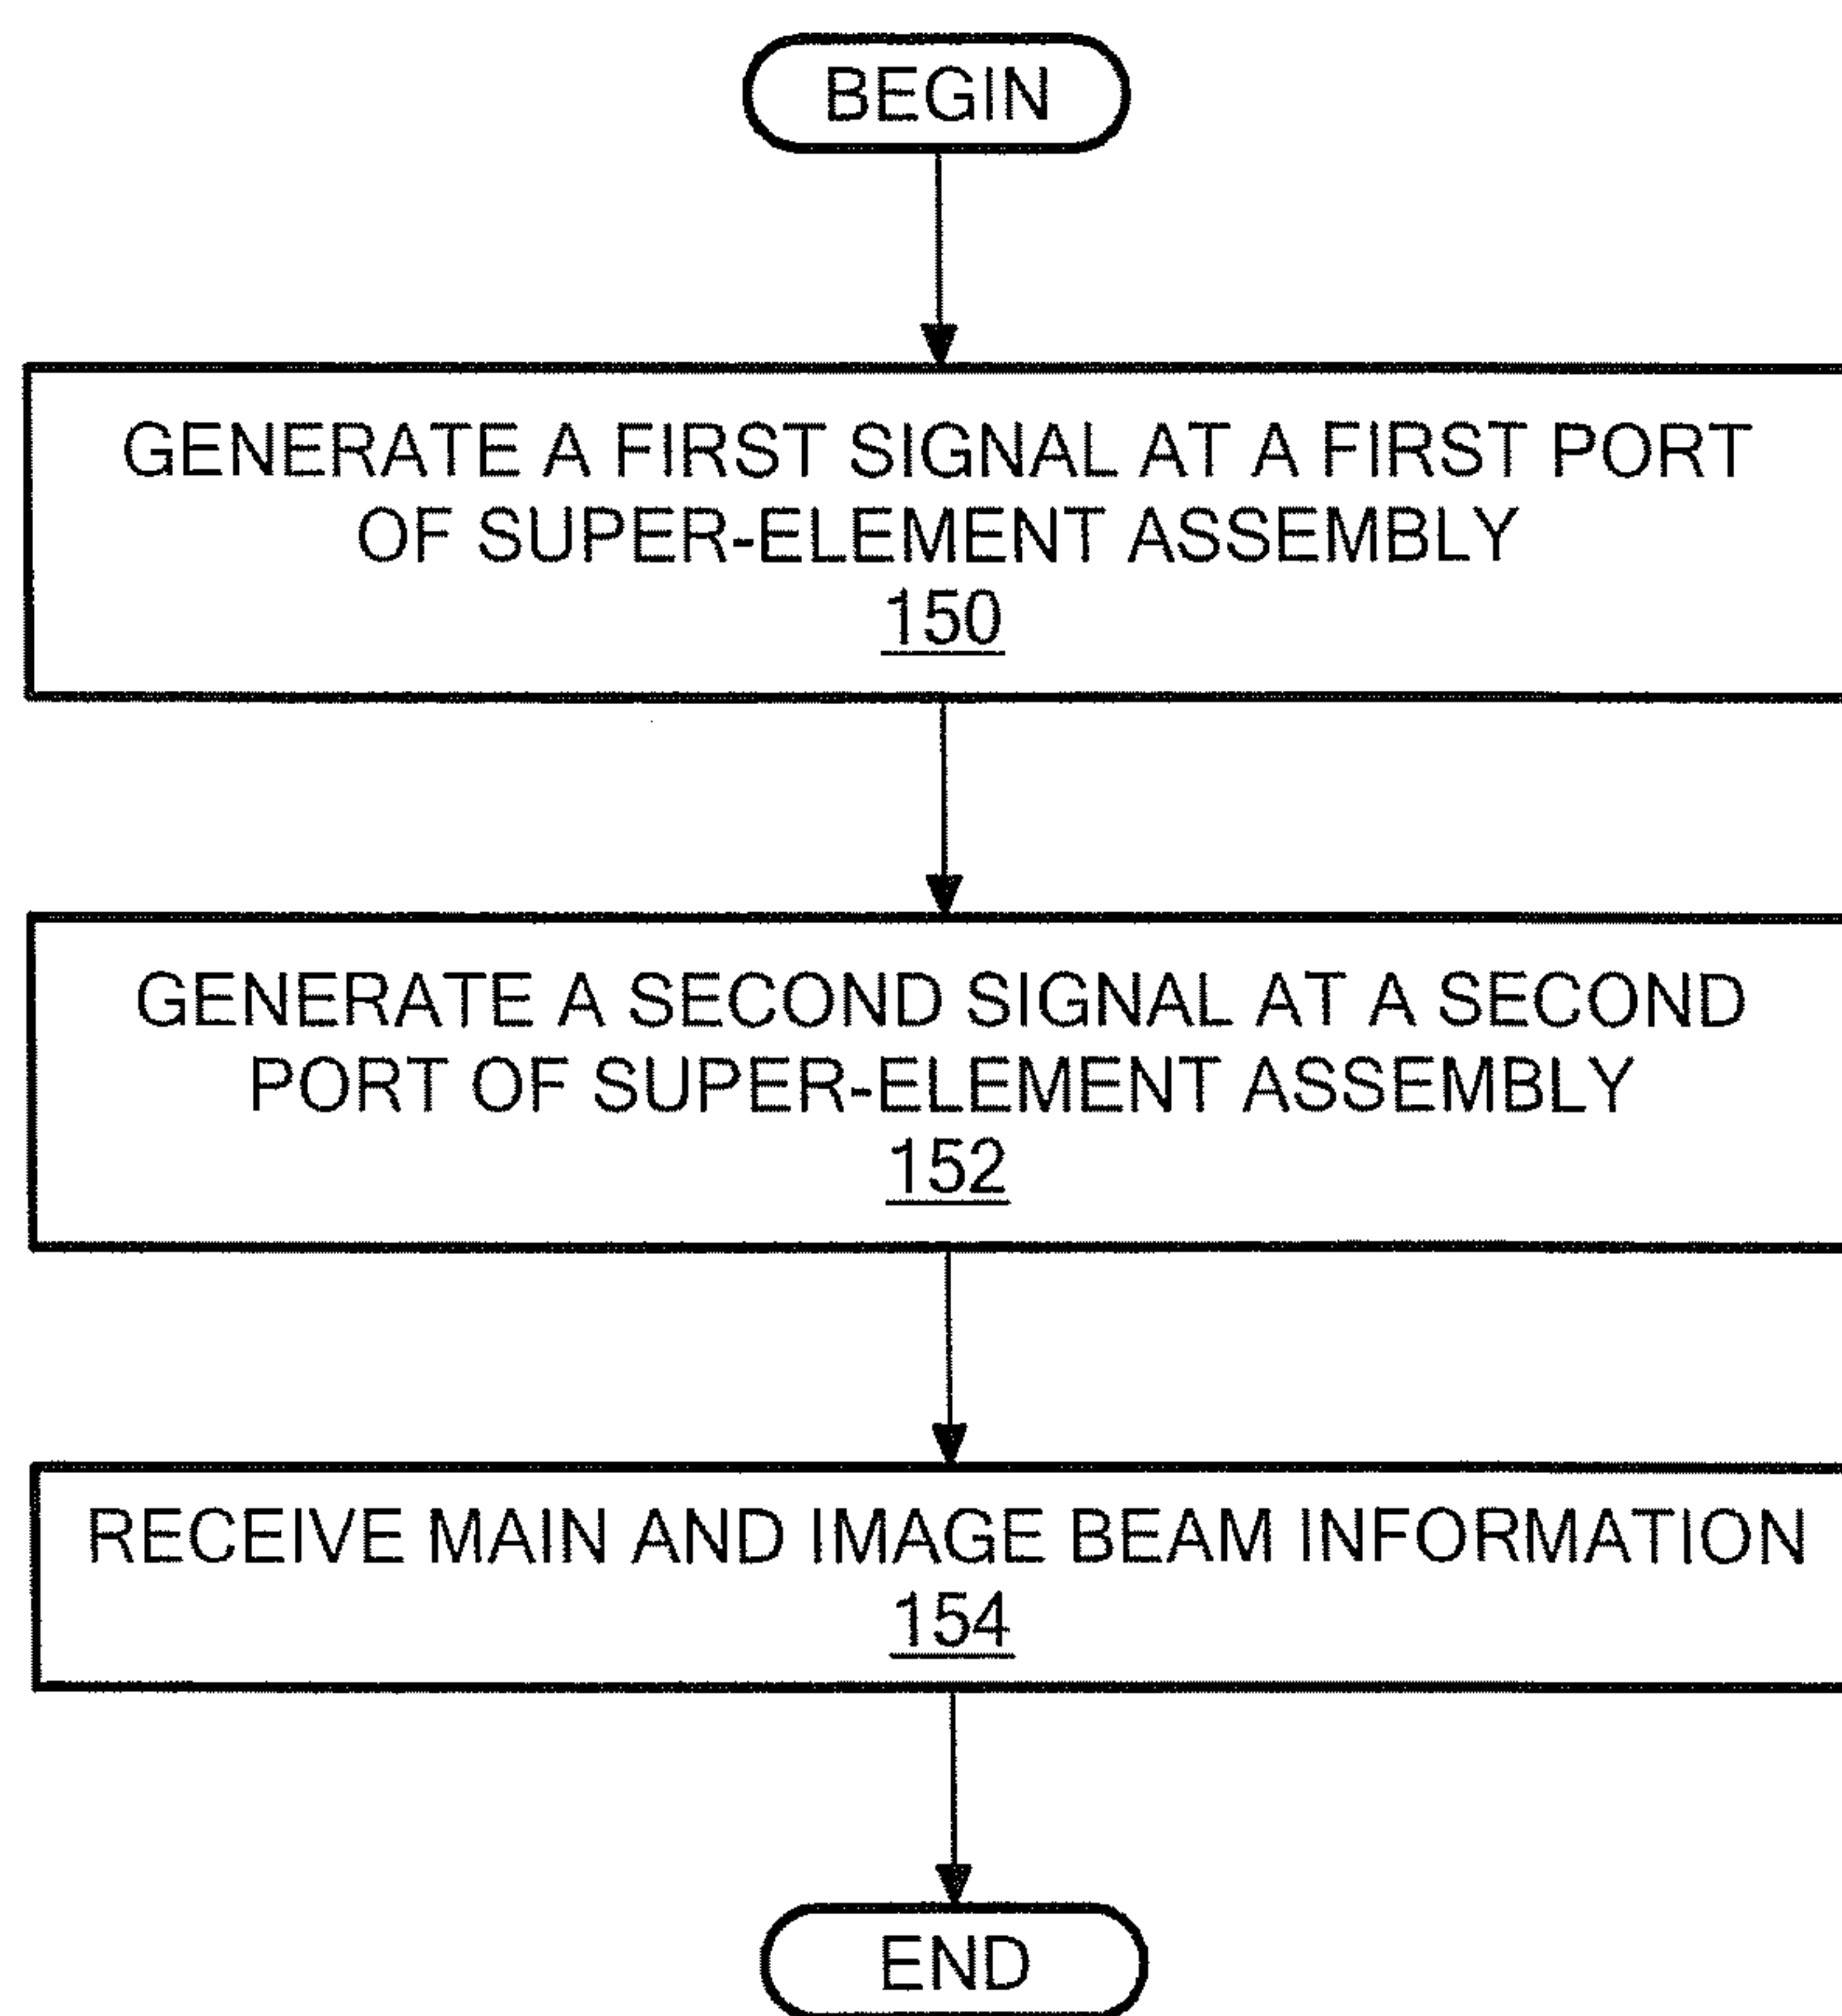 BEGIN
GENERATE A FIRST SIGNAL AT A FIRST PORT
OF SUPER-ELEMENT ASSEMBLY
150
GENERATE A SECOND SIGNAL AT A SECOND
PORT OF SUPER-ELEMENT ASSEMBLY
152
RECEIVE MAIN AND IMAGE BEAM INFORMATION
154
END